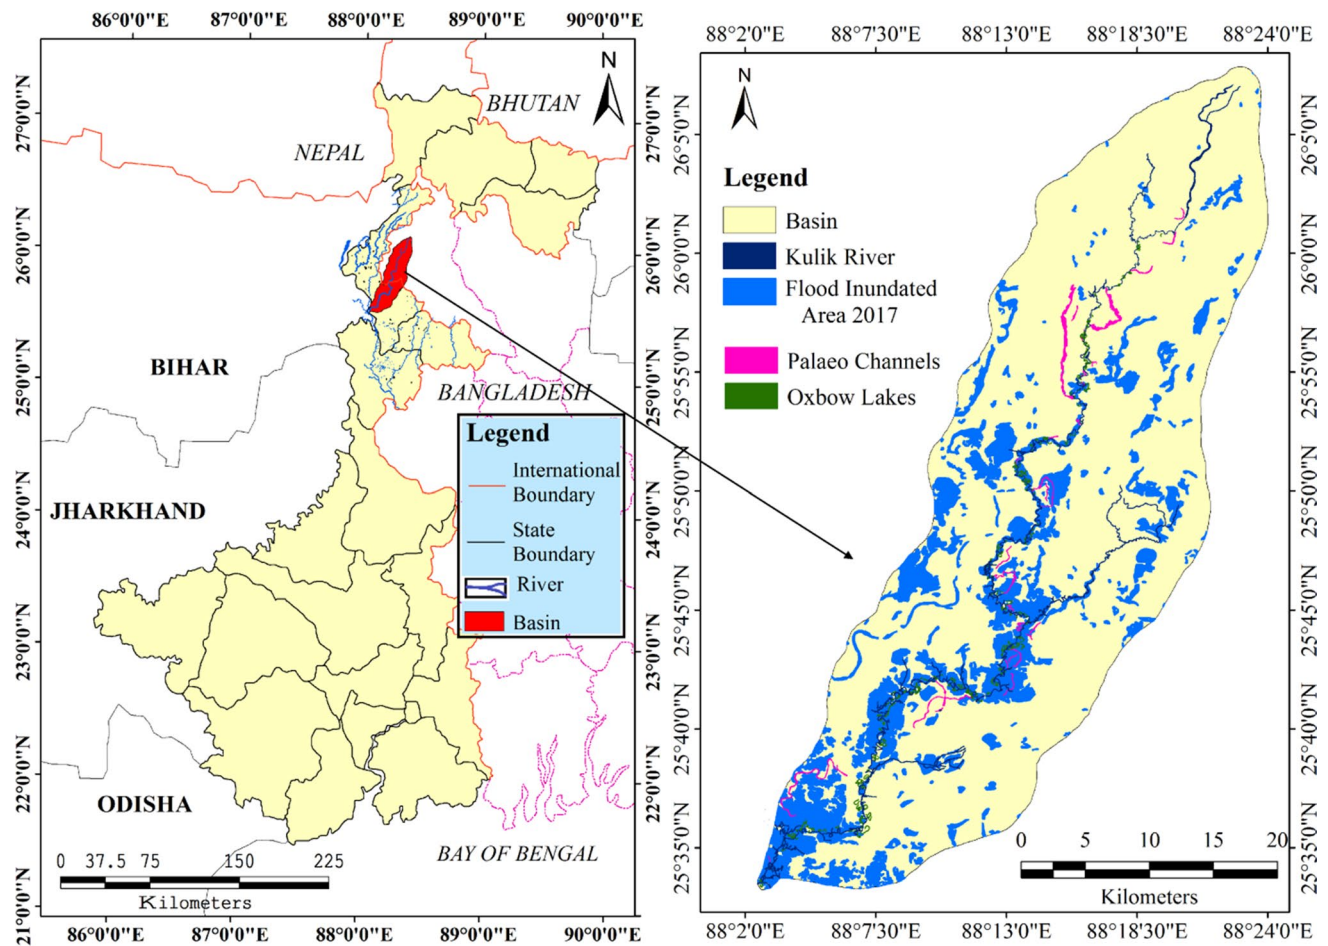 86°0'0"E 87°0'0"E 88°0'0"E 89°0'0"E 90°0'0"E
N
BHUTAN
NEPAL
BIHAR
BANGLADESH
JHARKHAND
ODISHA
BAY OF BENGAL
Legend
International
Boundary
State
Boundary
River
Basin
0 37.5 75 150 225
Kilometers
27°0'0"N
26°0'0"N
25°0'0"N
24°0'0"N
23°0'0"N
22°0'0"N
21°0'0"N
27°0'0"N
26°0'0"N
25°0'0"N
24°0'0"N
23°0'0"N
22°0'0"N
21°0'0"N
86°0'0"E 87°0'0"E 88°0'0"E 89°0'0"E 90°0'0"E
88°2'0"E 88°7'30"E 88°13'0"E 88°18'30"E 88°24'0"E
N
Legend
Basin
Kulik River
Flood Inundated
Area 2017
Palaeo Channels
Oxbow Lakes
26°5'0"N
26°0'0"N
25°55'0"N
25°50'0"N
25°45'0"N
25°40'0"N
25°35'0"N
26°5'0"N
26°0'0"N
25°55'0"N
25°50'0"N
25°45'0"N
25°40'0"N
25°35'0"N
0 5 10 15 20
Kilometers
88°2'0"E 88°7'30"E 88°13'0"E 88°18'30"E 88°24'0"E